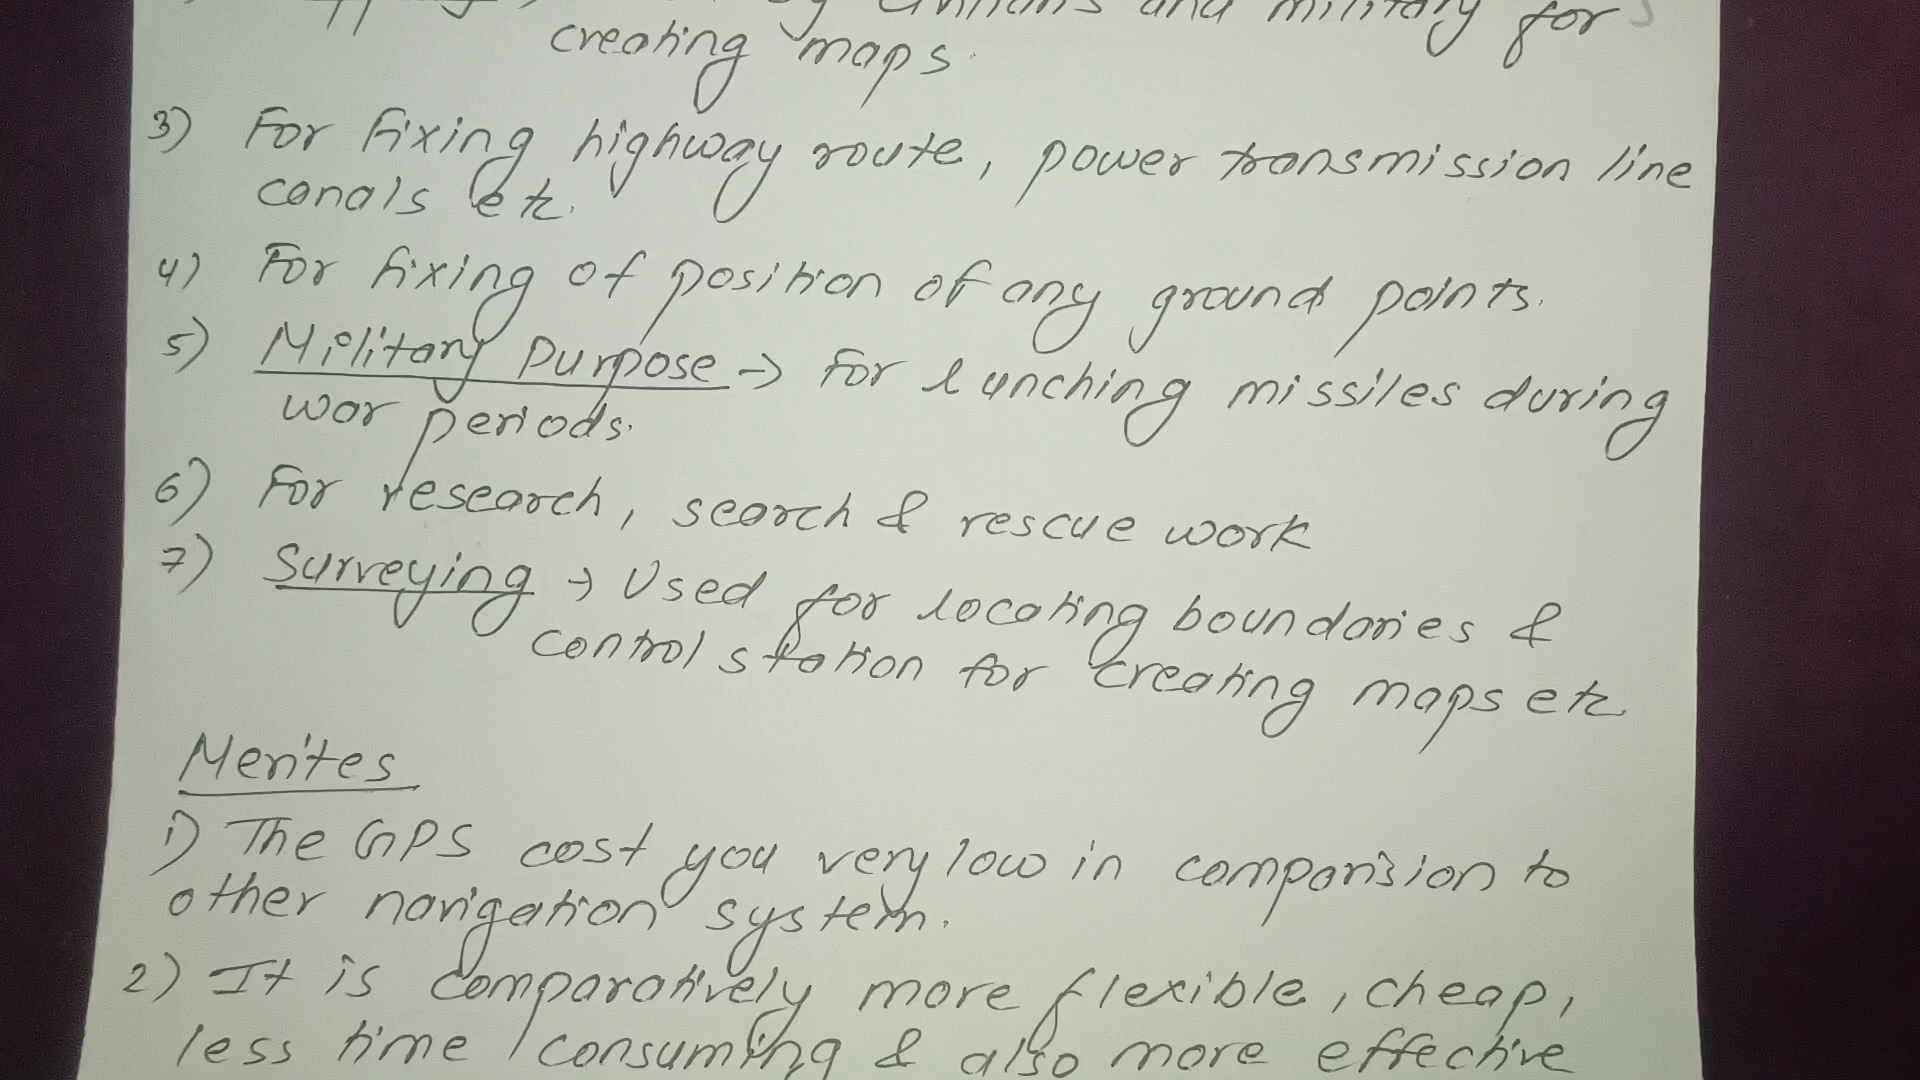 and military for
creating maps.
3) For fixing highway route, power transmission line
canals etc.
4) For fixing of position of any ground points.
5) Military Purpose → For lunching missiles during
war periods.
6) For research, search & rescue work
7) Surveying → Used for locating boundaries &
control station for creating maps etc
Merites
1) The GPS cost you very low in comparision to
other navigation system.
2) It is comparatively more flexible, cheap,
less time consuming & also more effective